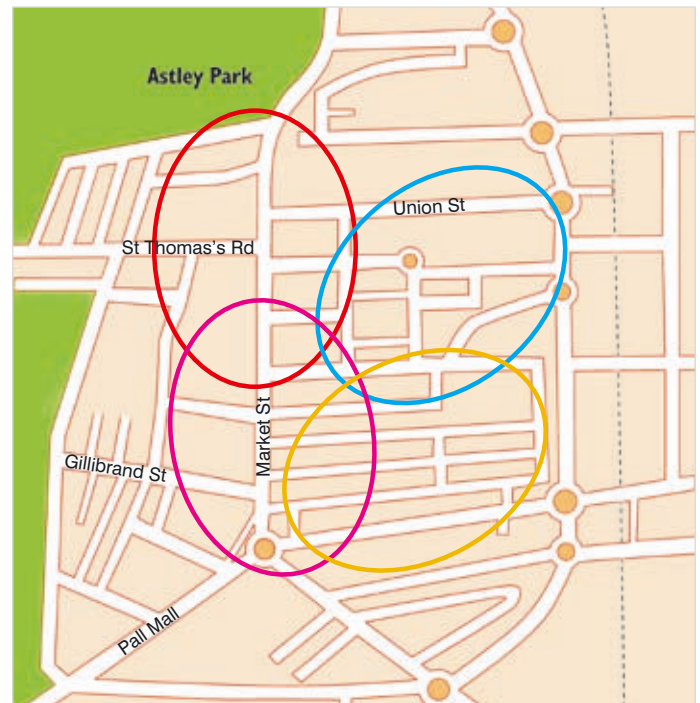 Astley Park
Union St
St Thomas's Rd
Market St
Gillibrand St
Pall Mall